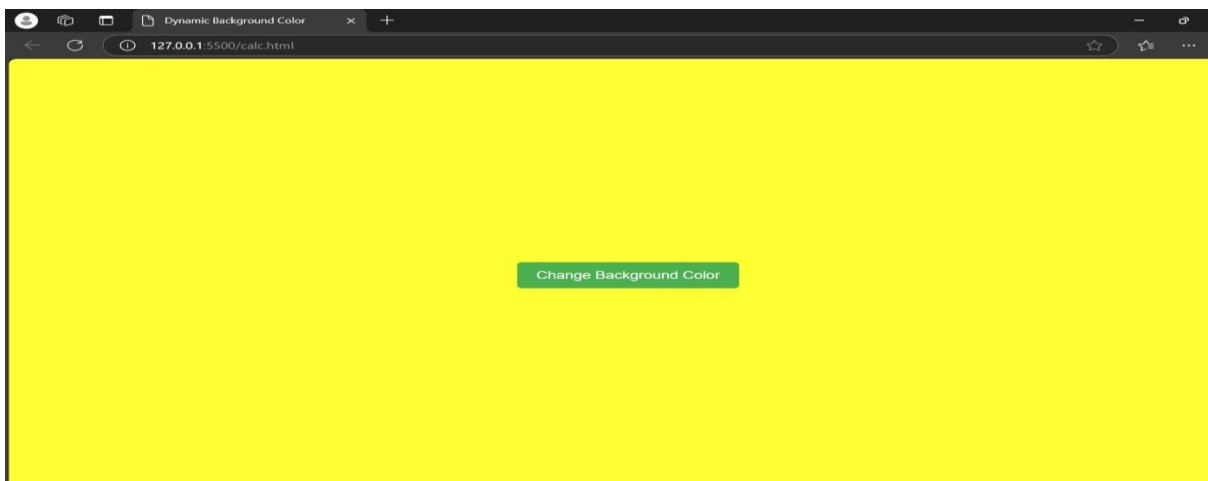 Dynamic Background Color
127.0.0.1:5500/calc.html
Change Background Color